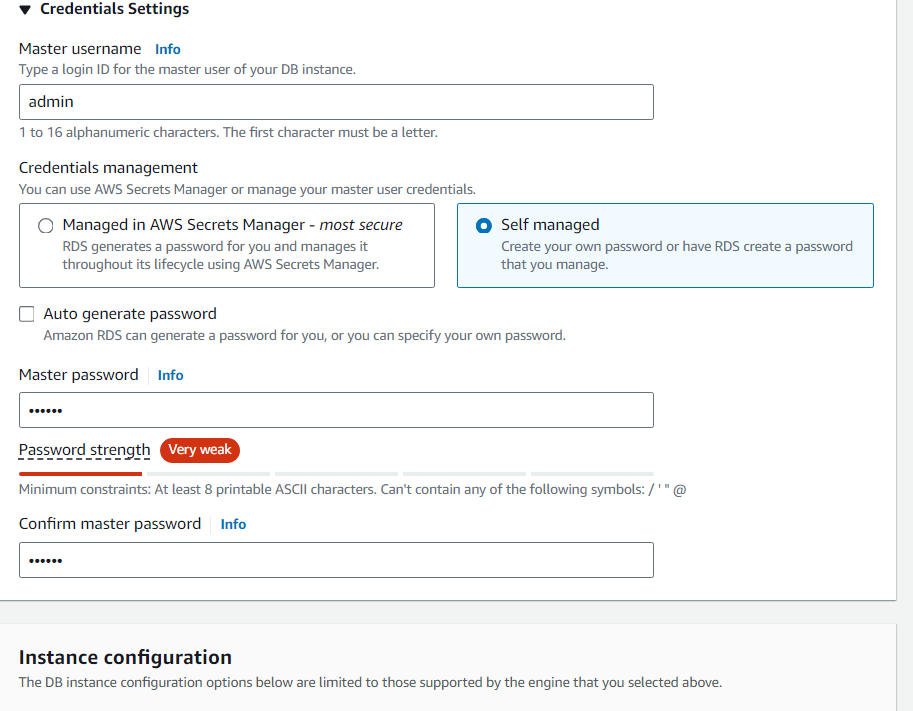 Credentials Settings
Master username Info
Type a login ID for the master user of your DB instance.
admin
1 to 16 alphanumeric characters. The first character must be a letter.
Credentials management
You can use AWS Secrets Manager or manage your master user credentials.
Managed in AWS Secrets Manager - most secure
RDS generates a password for you and manages it
throughout its lifecycle using AWS Secrets Manager.
Self managed
Create your own password or have RDS create a password
that you manage.
Auto generate password
Amazon RDS can generate a password for you, or you can specify your own password.
Master password Info
••••••
Password strength Very weak
Minimum constraints: At least 8 printable ASCII characters. Can't contain any of the following symbols: / ' " @
Confirm master password Info
••••••
Instance configuration
The DB instance configuration options below are limited to those supported by the engine that you selected above.